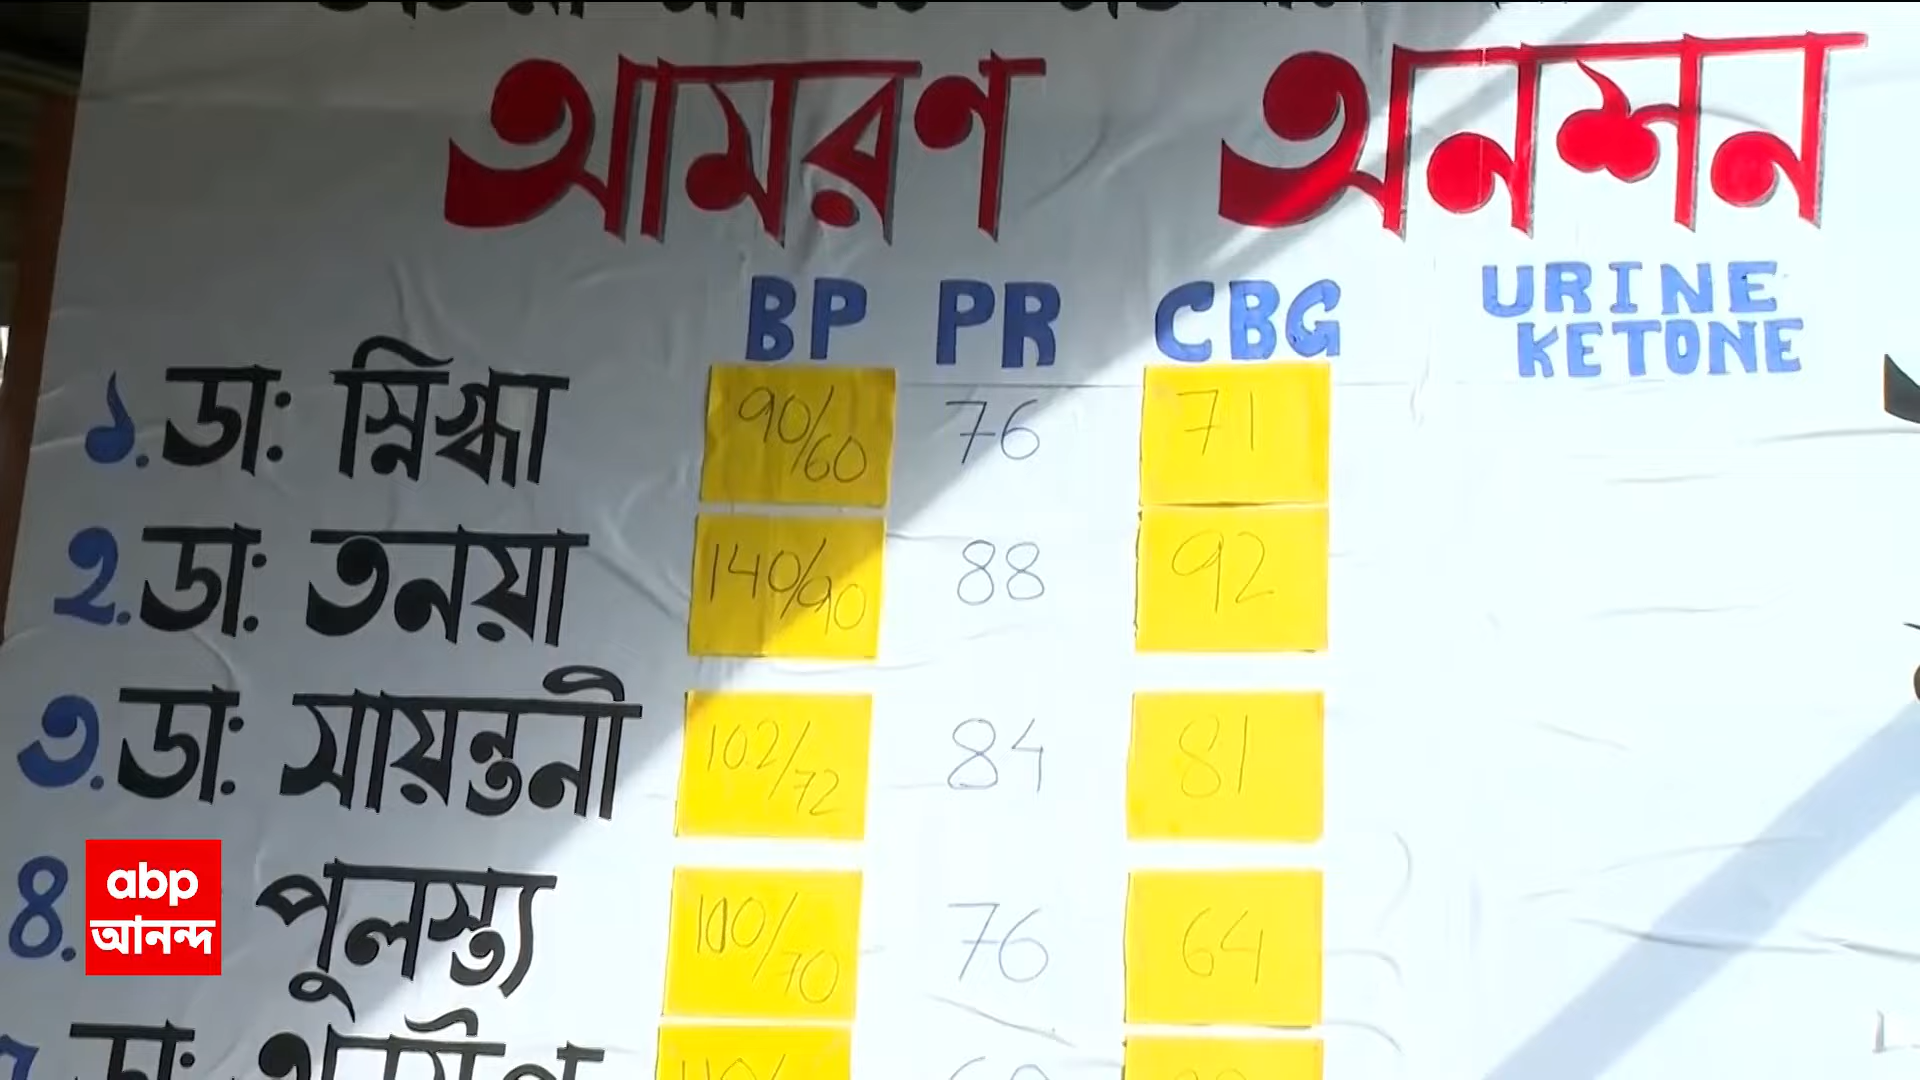 আমরণ অনশন
BP PR CBG URINE KETONE
১. ডাঃ স্নিগ্ধা 90/60 76 71
২. ডাঃ তনয়া 140/90 88 92
৩. ডাঃ সায়ন্তনী 102/72 84 81
৪. পুলস্ত্য 100/70 76 64
ডাঃ
abp
আনন্দ